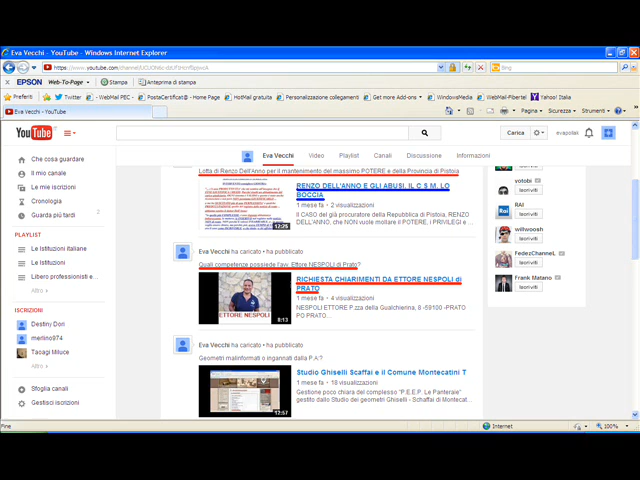 Eva Vecchi - YouTube - Windows Internet Explorer
Bing
EPSON Web-To-Page Stampa Anteprima di stampa
Preferiti Twitter - WebMail PEC - PostaCertificat@ - Home Page HotMail gratuita Personalizzazione collegamenti Get more Add-ons WindowsMedia WebMail-Fibertel Yahoo! Italia
Eva Vecchi - YouTube
Pagina Sicurezza Strumenti
YouTube
Carica
evapolak
Eva Vecchi Video Playlist Canali Discussione Informazioni
Che cosa guardare
Il mio canale
Le mie iscrizioni
Cronologia
Guarda più tardi 2
PLAYLIST
Le Istituzioni italiane
Le Istituzioni
Libero professionisti e ...
Altro
ISCRIZIONI
Destiny Dori
merlino974
Tacagi Miluce
Altro
Sfoglia canali
Gestisci iscrizioni
Lotta di Renzo Dell'Anno per il mantenimento del massimo POTERE e della Provincia di Pistoia
12:25
RENZO DELL'ANNO E GLI ABUSI, IL C S M, LO
BOCCIA
1 mese fa • 2 visualizzazioni
Il CASO del già procuratore della Repubblica di Pistoia, RENZO
DELL'ANNO, che NON vuole mollare il POTERE, i PRIVILEGI e ...
Eva Vecchi ha caricato • ha pubblicato
Quali competenze possiede l'av. Ettore NESPOLI di Prato?
ETTORE NESPOLI
8:13
RICHIESTA CHIARIMENTI DA ETTORE NESPOLI di
PRATO
1 mese fa • 4 visualizzazioni
NESPOLI ETTORE P.zza della Gualchierina, 8 -59100 -PRATO
PO PRATO...
Eva Vecchi ha caricato • ha pubblicato
Geometri malinformati o ingannati dalla P.A.?
12:57
Studio Ghiselli Scaffai e il Comune Montecatini T
1 mese fa • 18 visualizzazioni
Gestione poco chiara del complesso "P.E.E.P. Le Panteraie"
gestito dallo Studio dei geometri Ghiselli - Schaffai di Montecat...
Iscriviti
votobi
Iscriviti
RAI
Iscriviti
willwoosh
Iscriviti
FedezChanneL
Iscriviti
Frank Matano
Iscriviti
Fine
Internet
100%